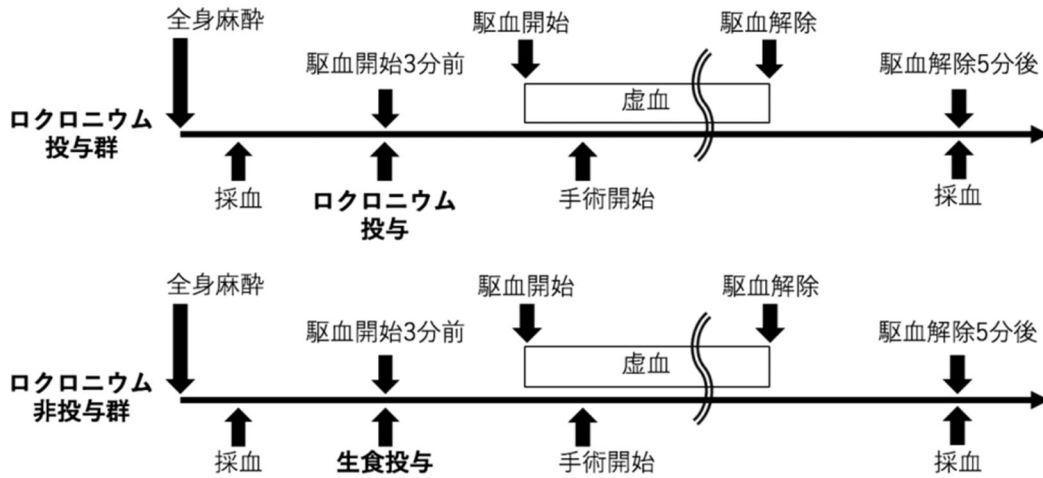 全身麻酔
駆血開始
駆血解除
駆血開始3分前
駆血解除5分後
虚血
ロクロニウム
投与群
採血
ロクロニウム
投与
手術開始
採血
全身麻酔
駆血開始
駆血解除
駆血開始3分前
駆血解除5分後
虚血
ロクロニウム
非投与群
採血
生食投与
手術開始
採血